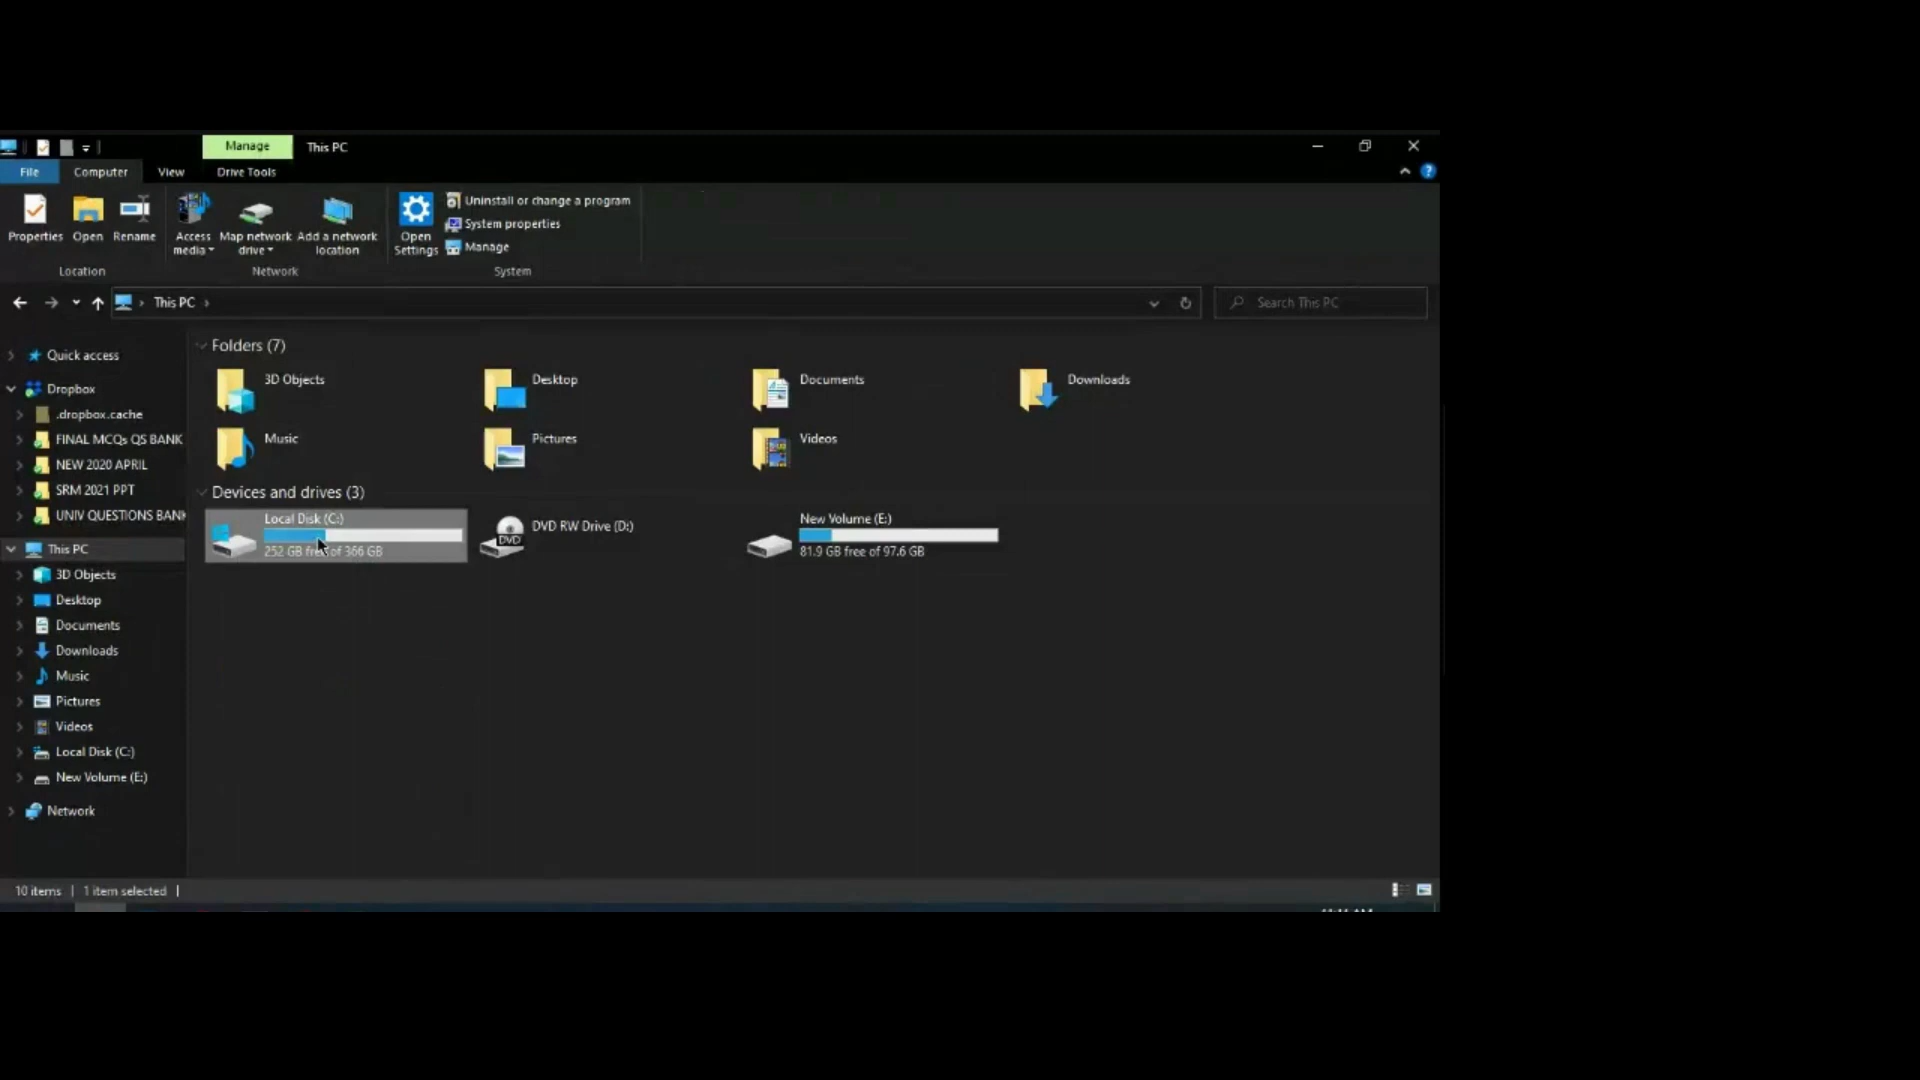 Manage
This PC
File
Computer
View
Drive Tools
Properties
Open
Rename
Access media
Map network drive
Add a network location
Open Settings
Uninstall or change a program
System properties
Manage
Location
Network
System
This PC
Search This PC
Quick access
Dropbox
.dropbox.cache
FINAL MCQs QS BANK
NEW 2020 APRIL
SRM 2021 PPT
UNIV QUESTIONS BANK
This PC
3D Objects
Desktop
Documents
Downloads
Music
Pictures
Videos
Local Disk (C:)
New Volume (E:)
Network
Folders (7)
3D Objects
Desktop
Documents
Downloads
Music
Pictures
Videos
Devices and drives (3)
Local Disk (C:)
252 GB free of 366 GB
DVD
DVD RW Drive (D:)
New Volume (E:)
81.9 GB free of 97.6 GB
10 items
1 item selected